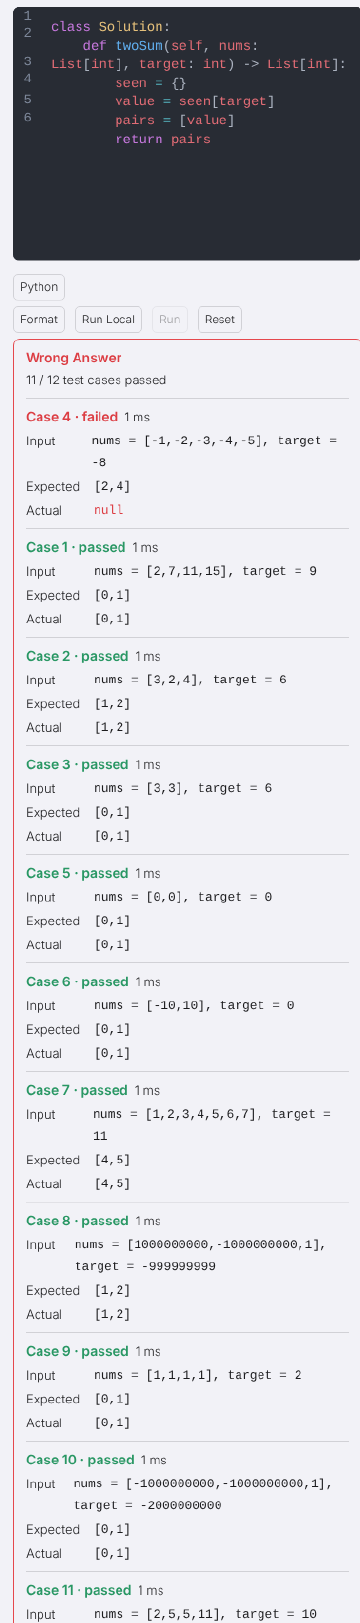 1
class Solution:
2
def twoSum(self, nums:
List[int], target: int) -> List[int]:
3
seen = {}
4
value = seen[target]
5
pairs = [value]
6
return pairs
Python
Format Run Local Run Reset
Wrong Answer
11 / 12 test cases passed
Case 4 · failed 1 ms
Input nums = [-1,-2,-3,-4,-5], target =
-8
Expected [2,4]
Actual null
Case 1 · passed 1 ms
Input nums = [2,7,11,15], target = 9
Expected [0,1]
Actual [0,1]
Case 2 · passed 1 ms
Input nums = [3,2,4], target = 6
Expected [1,2]
Actual [1,2]
Case 3 · passed 1 ms
Input nums = [3,3], target = 6
Expected [0,1]
Actual [0,1]
Case 5 · passed 1 ms
Input nums = [0,0], target = 0
Expected [0,1]
Actual [0,1]
Case 6 · passed 1 ms
Input nums = [-10,10], target = 0
Expected [0,1]
Actual [0,1]
Case 7 · passed 1 ms
Input nums = [1,2,3,4,5,6,7], target =
11
Expected [4,5]
Actual [4,5]
Case 8 · passed 1 ms
Input nums = [1000000000,-1000000000,1],
target = -999999999
Expected [1,2]
Actual [1,2]
Case 9 · passed 1 ms
Input nums = [1,1,1,1], target = 2
Expected [0,1]
Actual [0,1]
Case 10 · passed 1 ms
Input nums = [-1000000000,-1000000000,1],
target = -2000000000
Expected [0,1]
Actual [0,1]
Case 11 · passed 1 ms
Input nums = [2,5,5,11], target = 10